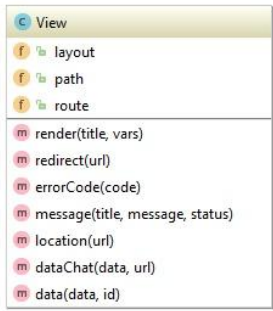 C View
f layout
f path
f route
m render(title, vars)
m redirect(url)
m errorCode(code)
m message(title, message, status)
m location(url)
m dataChat(data, url)
m data(data, id)